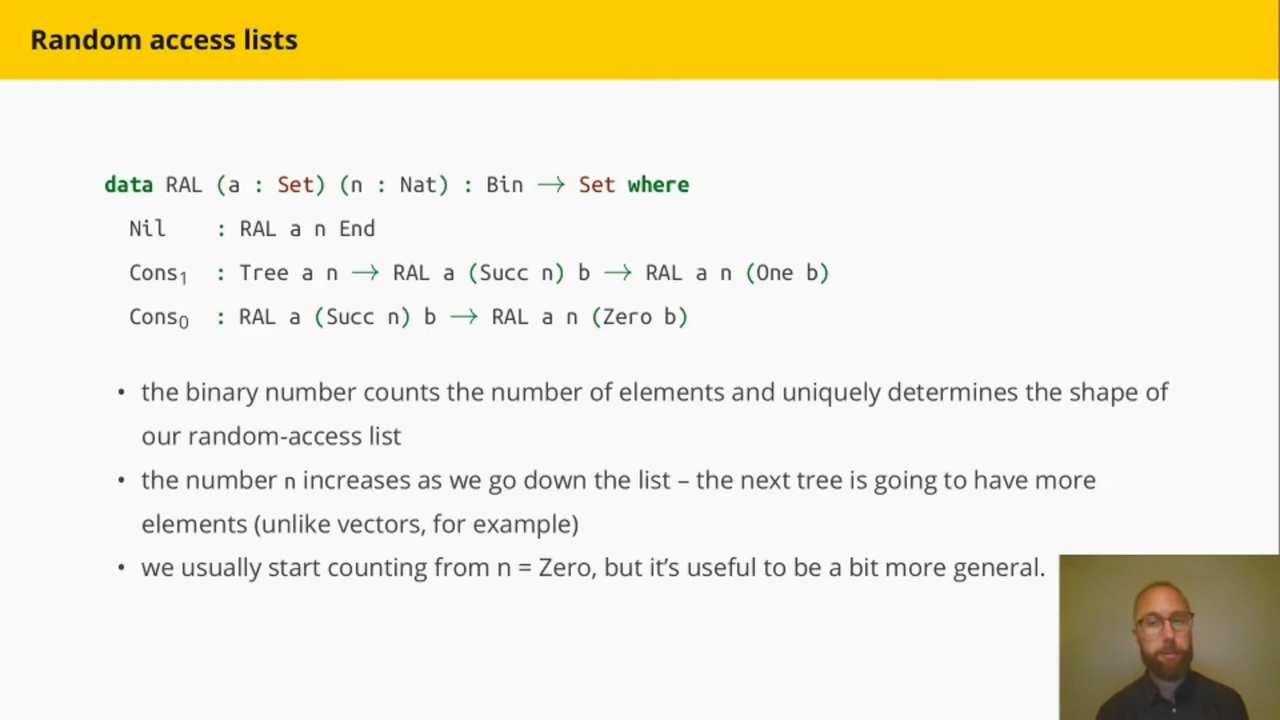 Random access lists
data RAL (a : Set) (n : Nat) : Bin → Set where
Nil : RAL a n End
Cons₁ : Tree a n → RAL a (Succ n) b → RAL a n (One b)
Cons₀ : RAL a (Succ n) b → RAL a n (Zero b)
• the binary number counts the number of elements and uniquely determines the shape of
our random-access list
• the number n increases as we go down the list – the next tree is going to have more
elements (unlike vectors, for example)
• we usually start counting from n = Zero, but it’s useful to be a bit more general.